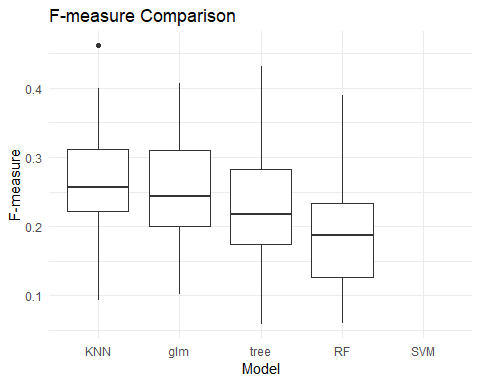 F-measure Comparison
F-measure
0.4
0.3
0.2
0.1
KNN glm tree RF SVM
Model